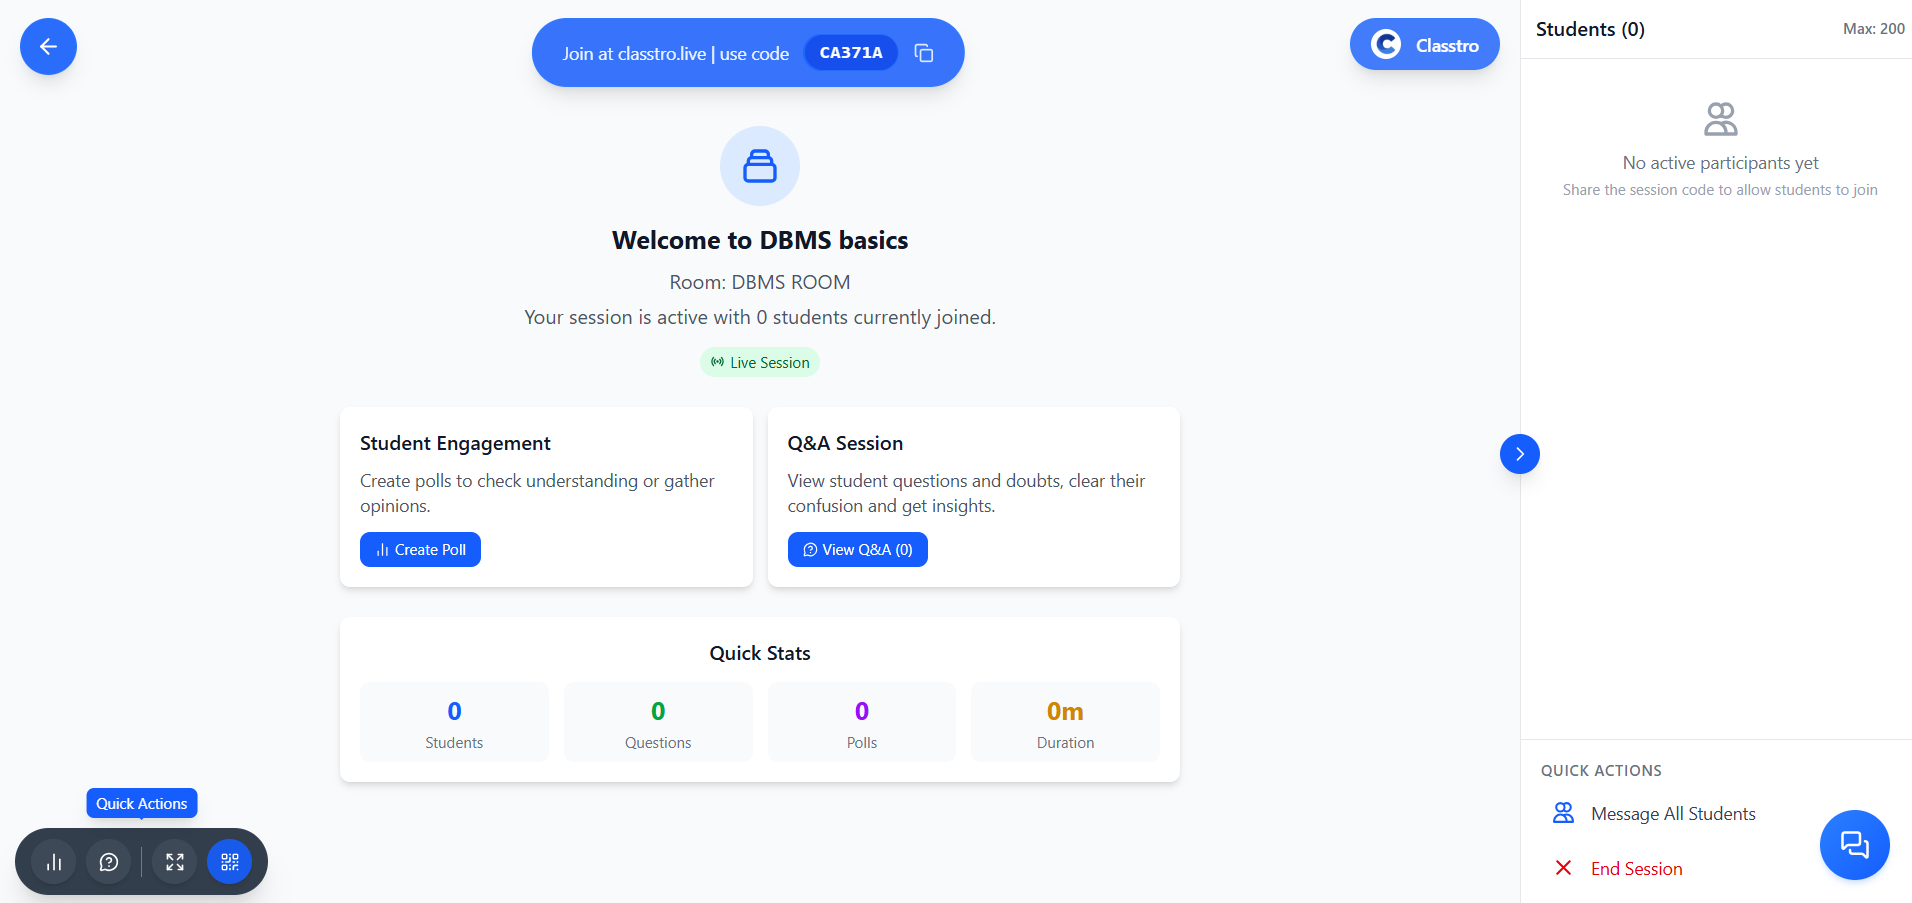 Join at classtro.live | use code CA371A
Classtro
Welcome to DBMS basics
Room: DBMS ROOM
Your session is active with 0 students currently joined.
Live Session
Student Engagement
Create polls to check understanding or gather
opinions.
Create Poll
Q&A Session
View student questions and doubts, clear their
confusion and get insights.
View Q&A (0)
Quick Stats
0
Students
0
Questions
0
Polls
0m
Duration
Quick Actions
Students (0)
Max: 200
No active participants yet
Share the session code to allow students to join
QUICK ACTIONS
Message All Students
End Session